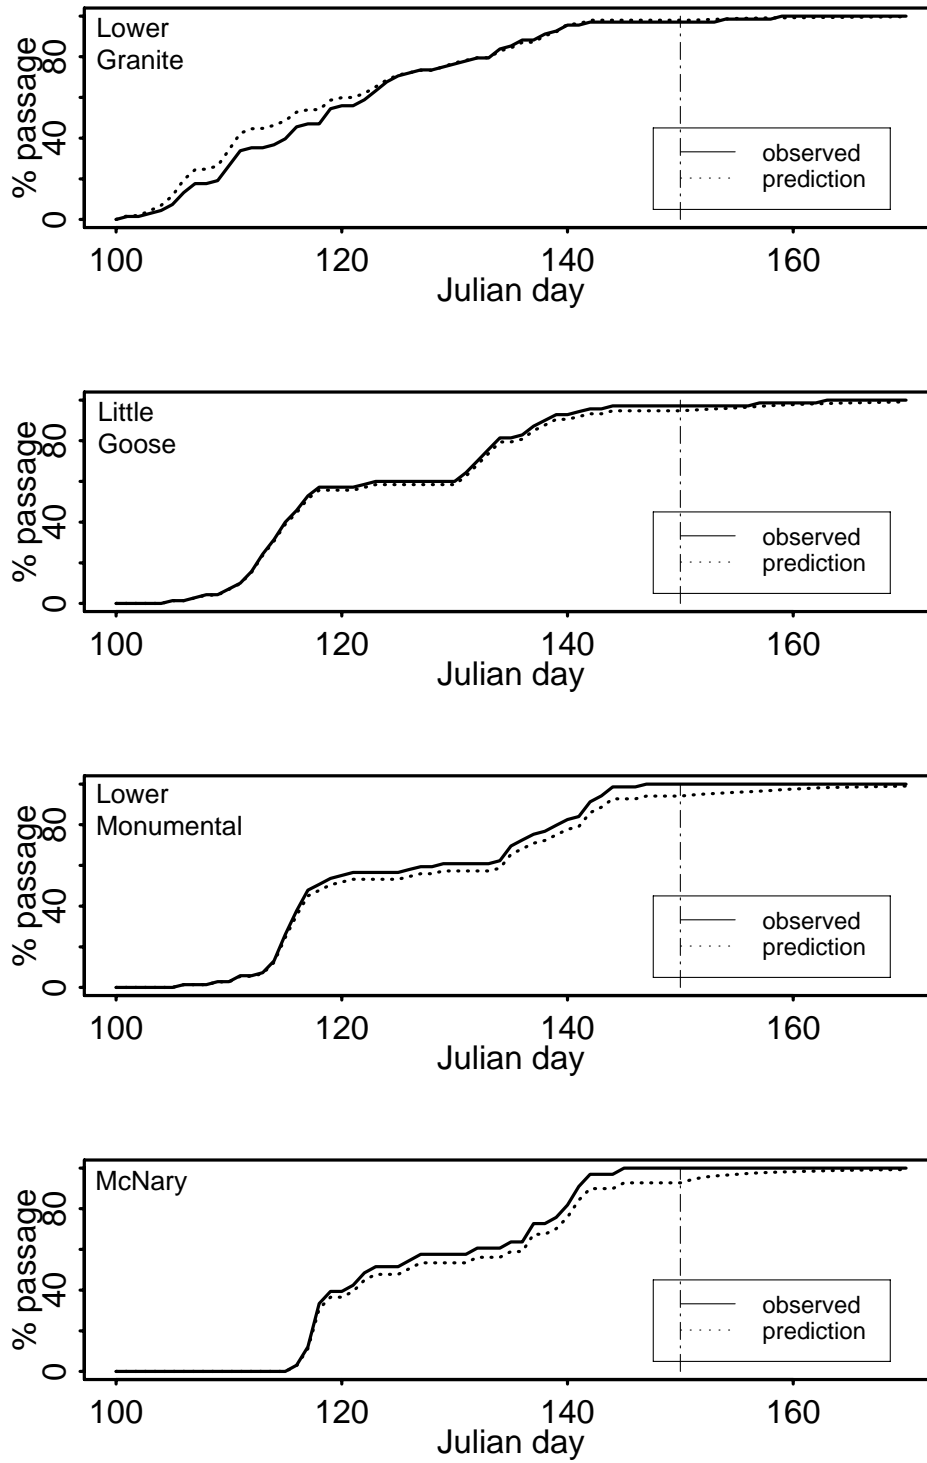 Lower
Granite
% passage
0 40 80
observed
prediction
100 120 140 160
Julian day
Little
Goose
% passage
0 40 80
observed
prediction
100 120 140 160
Julian day
Lower
Monumental
% passage
0 40 80
observed
prediction
100 120 140 160
Julian day
McNary
% passage
0 40 80
observed
prediction
100 120 140 160
Julian day